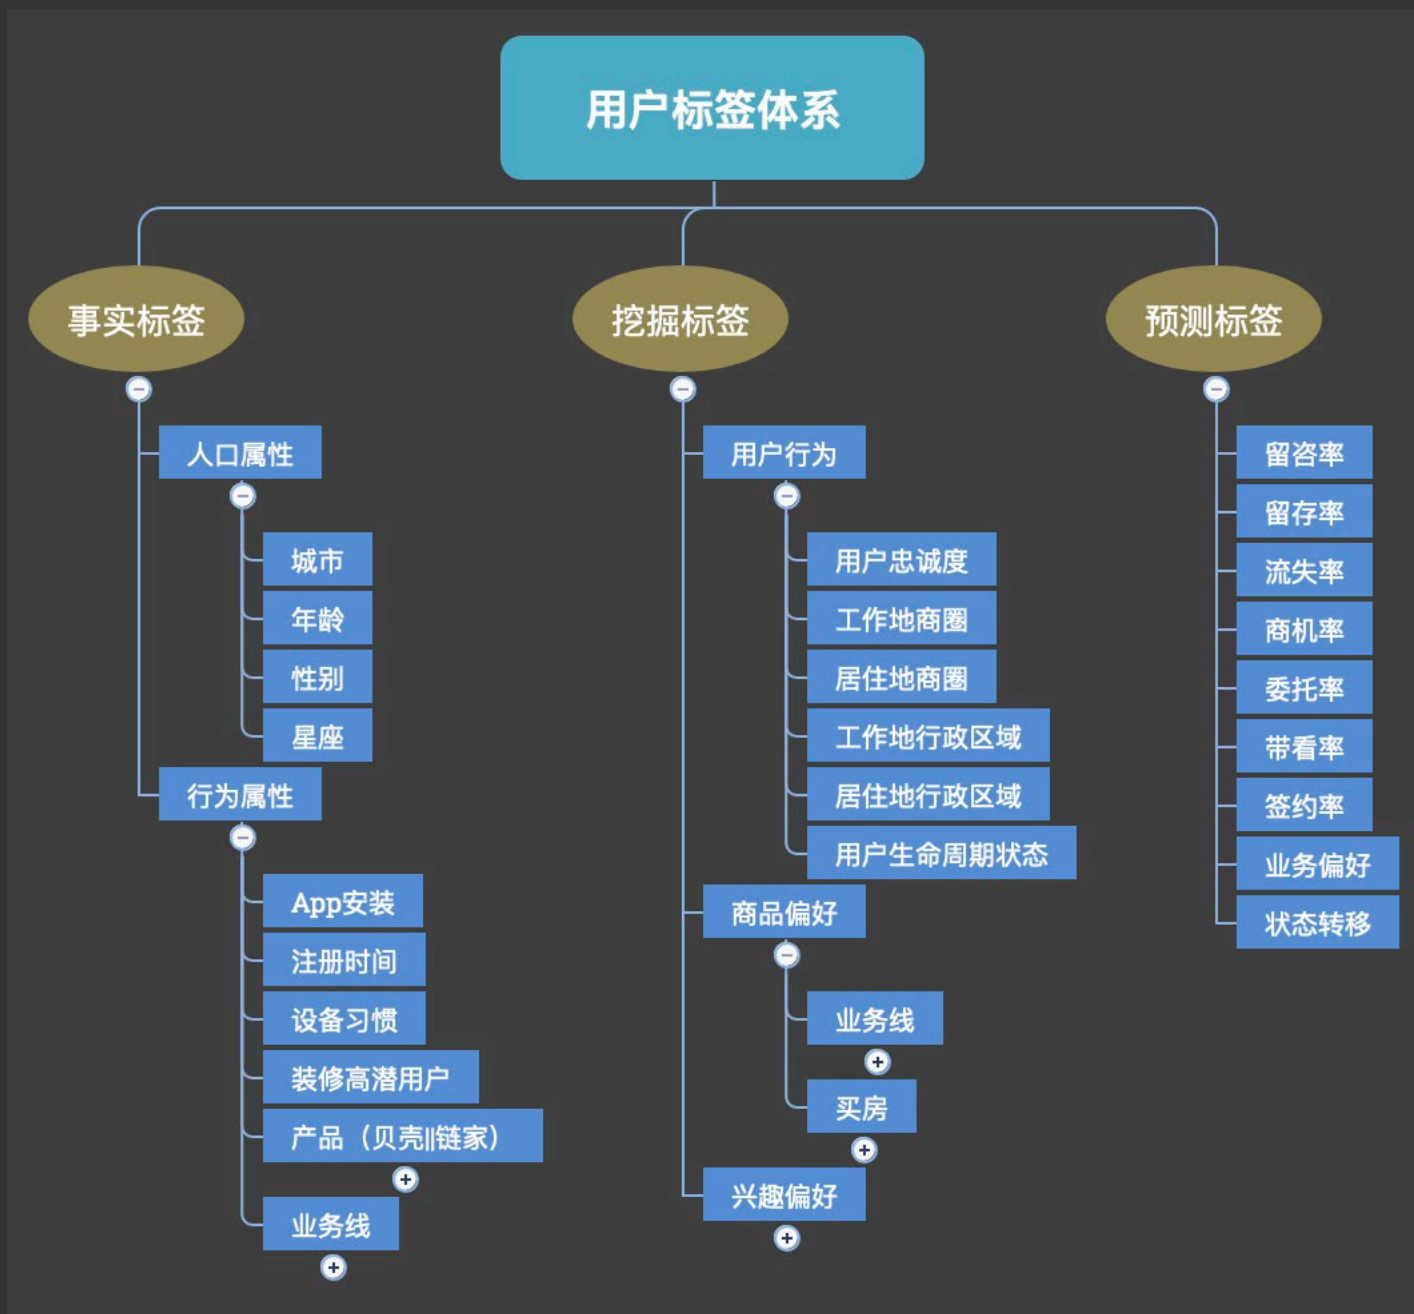 用户标签体系
事实标签
人口属性
城市
年龄
性别
星座
行为属性
App安装
注册时间
设备习惯
装修高潜用户
产品（贝壳||链家）
业务线
挖掘标签
用户行为
用户忠诚度
工作地商圈
居住地商圈
工作地行政区域
居住地行政区域
用户生命周期状态
商品偏好
业务线
买房
兴趣偏好
预测标签
留咨率
留存率
流失率
商机率
委托率
带看率
签约率
业务偏好
状态转移